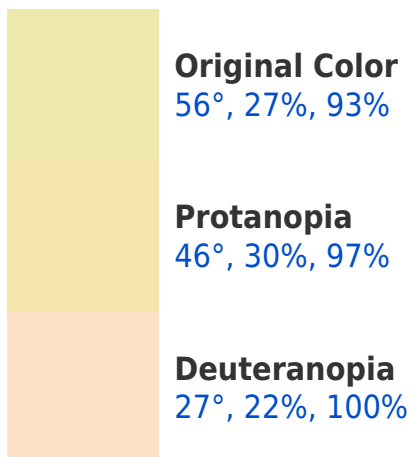 Original Color
56°, 27%, 93%
Protanopia
46°, 30%, 97%
Deuteranopia
27°, 22%, 100%